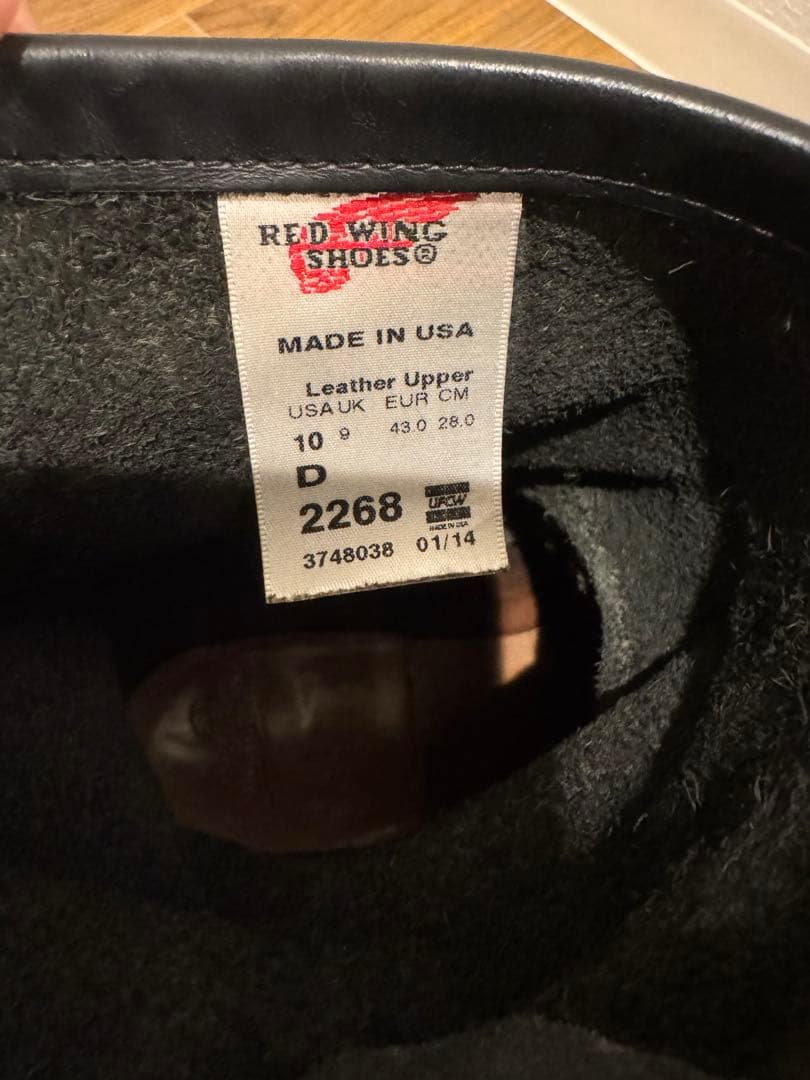 RED WING
SHOES®
MADE IN USA
Leather Upper
USA UK EUR CM
10 9 43.0 28.0
D
2268 UFCW
MADE IN USA
3748038 01/14